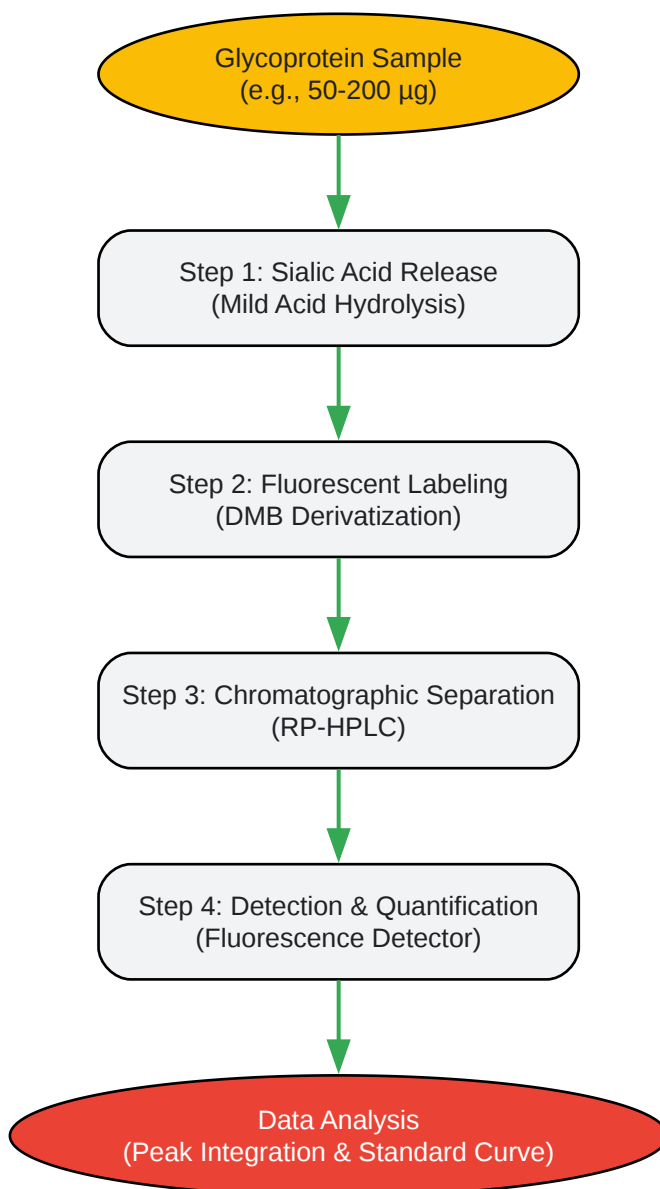 Glycoprotein Sample
(e.g., 50-200 µg)
Step 1: Sialic Acid Release
(Mild Acid Hydrolysis)
Step 2: Fluorescent Labeling
(DMB Derivatization)
Step 3: Chromatographic Separation
(RP-HPLC)
Step 4: Detection & Quantification
(Fluorescence Detector)
Data Analysis
(Peak Integration & Standard Curve)